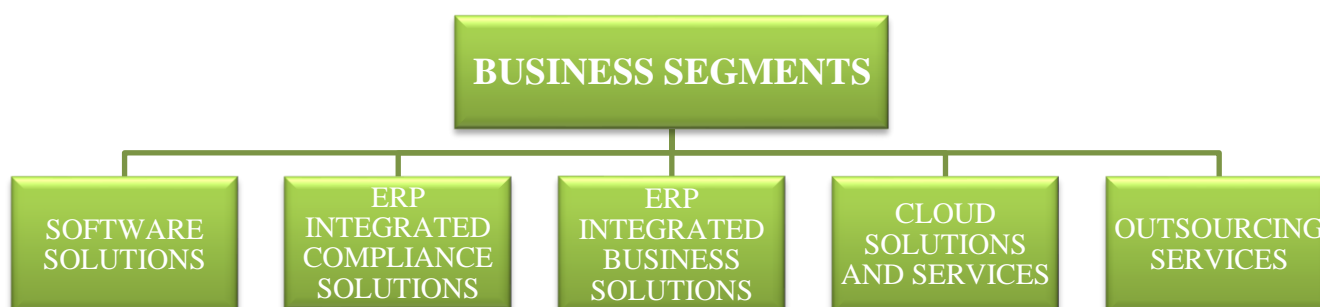 BUSINESS SEGMENTS
SOFTWARE
SOLUTIONS
ERP
INTEGRATED
COMPLIANCE
SOLUTIONS
ERP
INTEGRATED
BUSINESS
SOLUTIONS
CLOUD
SOLUTIONS
AND SERVICES
OUTSOURCING
SERVICES